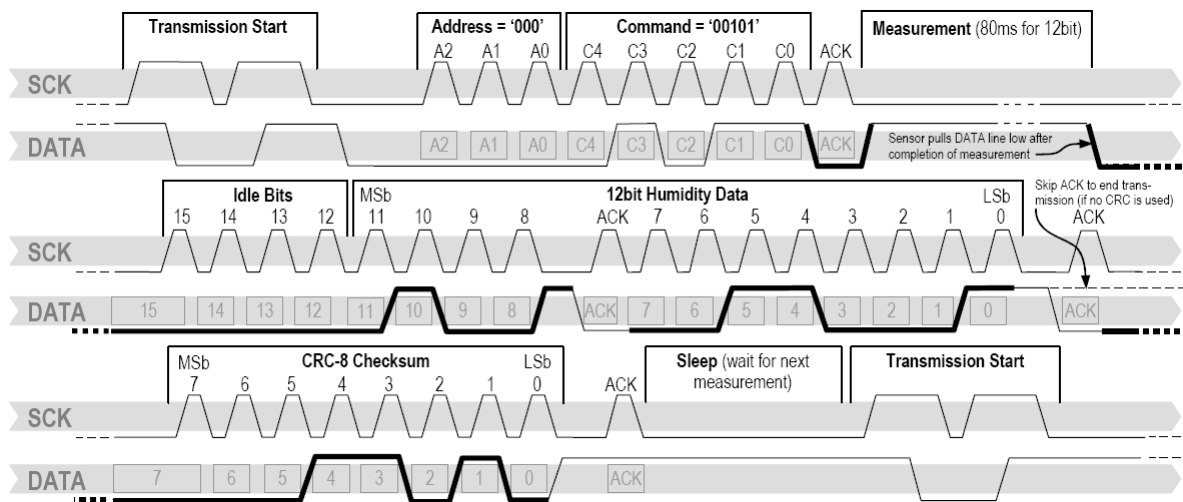 Transmission Start Address = ‘000’ Command = ‘00101’ Measurement (80ms for 12bit)
A2 A1 A0 C4 C3 C2 C1 C0 ACK
SCK
DATA A2 A1 A0 C4 C3 C2 C1 C0 ACK
Sensor pulls DATA line low after
completion of measurement
Idle Bits MSb 12bit Humidity Data LSb
Skip ACK to end trans-
mission (if no CRC is used)
15 14 13 12 11 10 9 8 ACK 7 6 5 4 3 2 1 0 ACK
SCK
DATA 15 14 13 12 11 10 9 8 ACK 7 6 5 4 3 2 1 0 ACK
MSb CRC-8 Checksum LSb Sleep (wait for next
measurement) Transmission Start
7 6 5 4 3 2 1 0 ACK
SCK
DATA 7 6 5 4 3 2 1 0 ACK